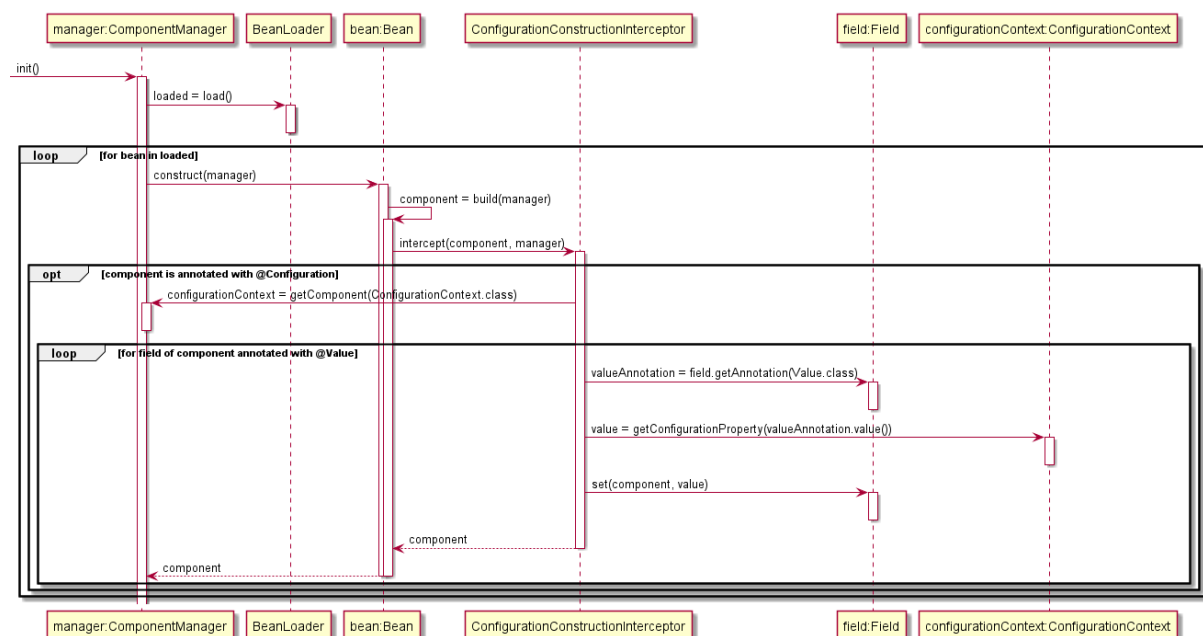 manager:ComponentManager BeanLoader bean:Bean ConfigurationConstructionInterceptor field:Field configurationContext:ConfigurationContext
init()
loaded = load()
loop [for bean in loaded]
construct(manager)
component = build(manager)
intercept(component, manager)
opt [component is annotated with @Configuration]
configurationContext = getComponent(ConfigurationContext.class)
loop [for field of component annotated with @Value]
valueAnnotation = field.getAnnotation(Value.class)
value = getConfigurationProperty(valueAnnotation.value())
set(component, value)
component
component
manager:ComponentManager BeanLoader bean:Bean ConfigurationConstructionInterceptor field:Field configurationContext:ConfigurationContext